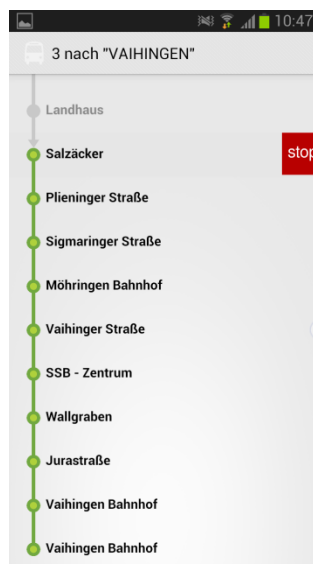 10:47
3 nach "VAIHINGEN"
Landhaus
Salzäcker
stop
Plieninger Straße
Sigmaringer Straße
Möhringen Bahnhof
Vaihinger Straße
SSB - Zentrum
Wallgraben
Jurastraße
Vaihingen Bahnhof
Vaihingen Bahnhof